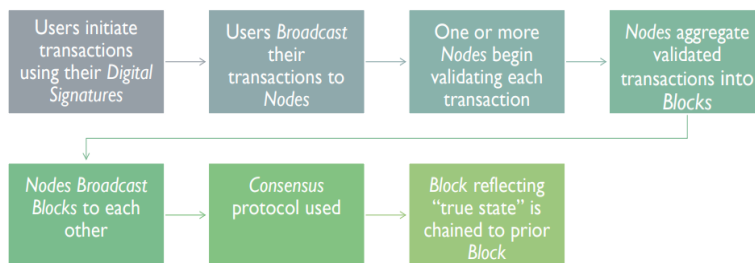 Users initiate
transactions
using their Digital
Signatures
Users Broadcast
their
transactions to
Nodes
One or more
Nodes begin
validating each
transaction
Nodes aggregate
validated
transactions into
Blocks
Nodes Broadcast
Blocks to each
other
Consensus
protocol used
Block reflecting
“true state” is
chained to prior
Block